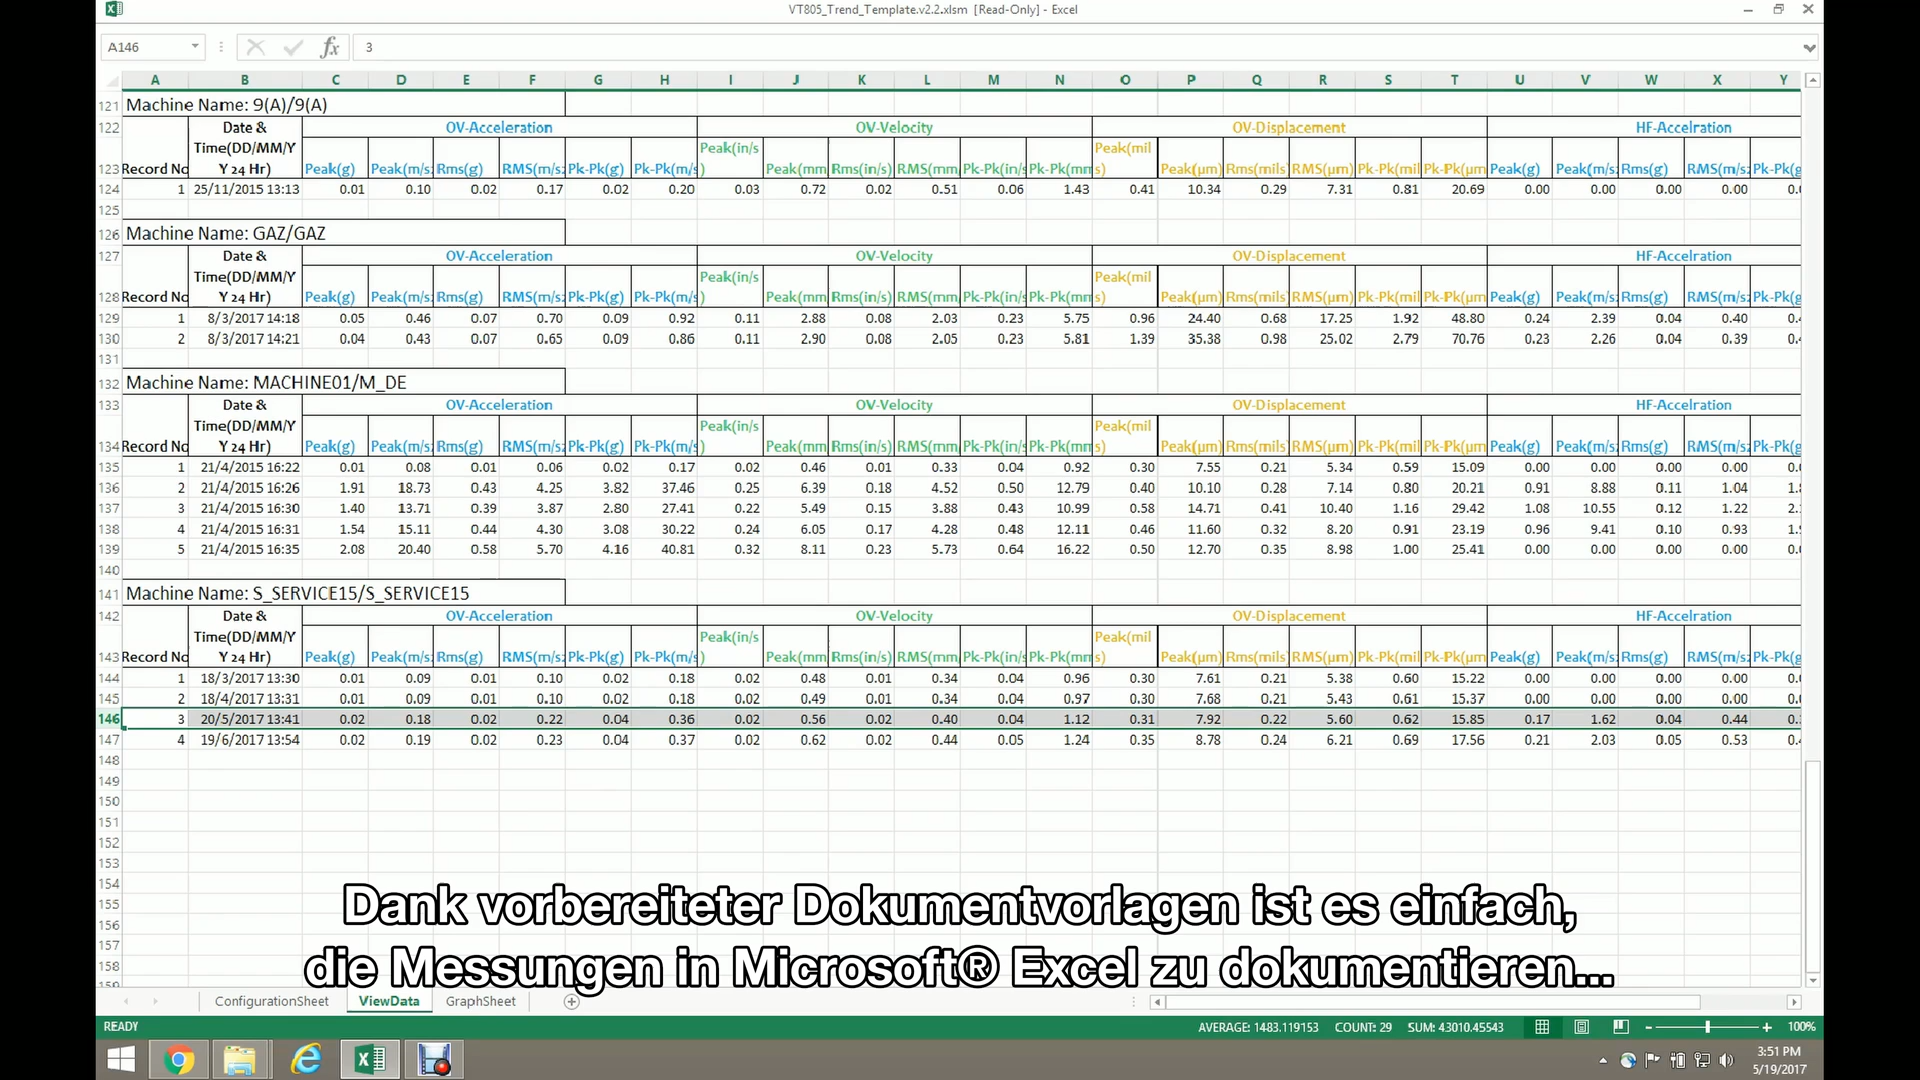 VT805_Trend_Template.v2.2.xlsm [Read-Only] - Excel
A146 fx 3
A B C D E F G H I J K L M N O P Q R S T U V W X Y
121 Machine Name: 9(A)/9(A)
122 Date & OV-Acceleration OV-Velocity OV-Displacement HF-Accelration
Time(DD/MM/Y Peak(in/s Peak(mil
123 Record No Y 24 Hr) Peak(g) Peak(m/s: Rms(g) RMS(m/s: Pk-Pk(g) Pk-Pk(m/s ) Peak(mm Rms(in/s) RMS(mm, Pk-Pk(in/s Pk-Pk(mm s) Peak(µm) Rms(mils) RMS(µm) Pk-Pk(mil Pk-Pk(µm Peak(g) Peak(m/s: Rms(g) RMS(m/s: Pk-Pk(g
124 1 25/11/2015 13:13 0.01 0.10 0.02 0.17 0.02 0.20 0.03 0.72 0.02 0.51 0.06 1.43 0.41 10.34 0.29 7.31 0.81 20.69 0.00 0.00 0.00 0.00 0.0
125
126 Machine Name: GAZ/GAZ
127 Date & OV-Acceleration OV-Velocity OV-Displacement HF-Accelration
Time(DD/MM/Y Peak(in/s Peak(mil
128 Record No Y 24 Hr) Peak(g) Peak(m/s: Rms(g) RMS(m/s: Pk-Pk(g) Pk-Pk(m/s ) Peak(mm Rms(in/s) RMS(mm, Pk-Pk(in/s Pk-Pk(mm s) Peak(µm) Rms(mils) RMS(µm) Pk-Pk(mil Pk-Pk(µm Peak(g) Peak(m/s: Rms(g) RMS(m/s: Pk-Pk(g
129 1 8/3/2017 14:18 0.05 0.46 0.07 0.70 0.09 0.92 0.11 2.88 0.08 2.03 0.23 5.75 0.96 24.40 0.68 17.25 1.92 48.80 0.24 2.39 0.04 0.40 0.4
130 2 8/3/2017 14:21 0.04 0.43 0.07 0.65 0.09 0.86 0.11 2.90 0.08 2.05 0.23 5.81 1.39 35.38 0.98 25.02 2.79 70.76 0.23 2.26 0.04 0.39 0.4
131
132 Machine Name: MACHINE01/M_DE
133 Date & OV-Acceleration OV-Velocity OV-Displacement HF-Accelration
Time(DD/MM/Y Peak(in/s Peak(mil
134 Record No Y 24 Hr) Peak(g) Peak(m/s: Rms(g) RMS(m/s: Pk-Pk(g) Pk-Pk(m/s ) Peak(mm Rms(in/s) RMS(mm, Pk-Pk(in/s Pk-Pk(mm s) Peak(µm) Rms(mils) RMS(µm) Pk-Pk(mil Pk-Pk(µm Peak(g) Peak(m/s: Rms(g) RMS(m/s: Pk-Pk(g
135 1 21/4/2015 16:22 0.01 0.08 0.01 0.06 0.02 0.17 0.02 0.46 0.01 0.33 0.04 0.92 0.30 7.55 0.21 5.34 0.59 15.09 0.00 0.00 0.00 0.00 0.0
136 2 21/4/2015 16:26 1.91 18.73 0.43 4.25 3.82 37.46 0.25 6.39 0.18 4.52 0.50 12.79 0.40 10.10 0.28 7.14 0.80 20.21 0.91 8.88 0.11 1.04 1.8
137 3 21/4/2015 16:30 1.40 13.71 0.39 3.87 2.80 27.41 0.22 5.49 0.15 3.88 0.43 10.99 0.58 14.71 0.41 10.40 1.16 29.42 1.08 10.55 0.12 1.22 2.
138 4 21/4/2015 16:31 1.54 15.11 0.44 4.30 3.08 30.22 0.24 6.05 0.17 4.28 0.48 12.11 0.46 11.60 0.32 8.20 0.91 23.19 0.96 9.41 0.10 0.93 1.9
139 5 21/4/2015 16:35 2.08 20.40 0.58 5.70 4.16 40.81 0.32 8.11 0.23 5.73 0.64 16.22 0.50 12.70 0.35 8.98 1.00 25.41 0.00 0.00 0.00 0.00 0.0
140
141 Machine Name: S_SERVICE15/S_SERVICE15
142 Date & OV-Acceleration OV-Velocity OV-Displacement HF-Accelration
Time(DD/MM/Y Peak(in/s Peak(mil
143 Record No Y 24 Hr) Peak(g) Peak(m/s: Rms(g) RMS(m/s: Pk-Pk(g) Pk-Pk(m/s ) Peak(mm Rms(in/s) RMS(mm, Pk-Pk(in/s Pk-Pk(mm s) Peak(µm) Rms(mils) RMS(µm) Pk-Pk(mil Pk-Pk(µm Peak(g) Peak(m/s: Rms(g) RMS(m/s: Pk-Pk(g
144 1 18/3/2017 13:30 0.01 0.09 0.01 0.10 0.02 0.18 0.02 0.48 0.01 0.34 0.04 0.96 0.30 7.61 0.21 5.38 0.60 15.22 0.00 0.00 0.00 0.00 0.0
145 2 18/4/2017 13:31 0.01 0.09 0.01 0.10 0.02 0.18 0.02 0.49 0.01 0.34 0.04 0.97 0.30 7.68 0.21 5.43 0.61 15.37 0.00 0.00 0.00 0.00 0.0
146 3 20/5/2017 13:41 0.02 0.18 0.02 0.22 0.04 0.36 0.02 0.56 0.02 0.40 0.04 1.12 0.31 7.92 0.22 5.60 0.62 15.85 0.17 1.62 0.04 0.44 0.
147 4 19/6/2017 13:54 0.02 0.19 0.02 0.23 0.04 0.37 0.02 0.62 0.02 0.44 0.05 1.24 0.35 8.78 0.24 6.21 0.69 17.56 0.21 2.03 0.05 0.53 0.4
148
149
150
151
152
153
154
155
156
157
158
159
Dank vorbereiteter Dokumentvorlagen ist es einfach,
die Messungen in Microsoft® Excel zu dokumentieren...
ConfigurationSheet ViewData GraphSheet
READY AVERAGE: 1483.119153 COUNT: 29 SUM: 43010.45543 100%
3:51 PM
5/19/2017